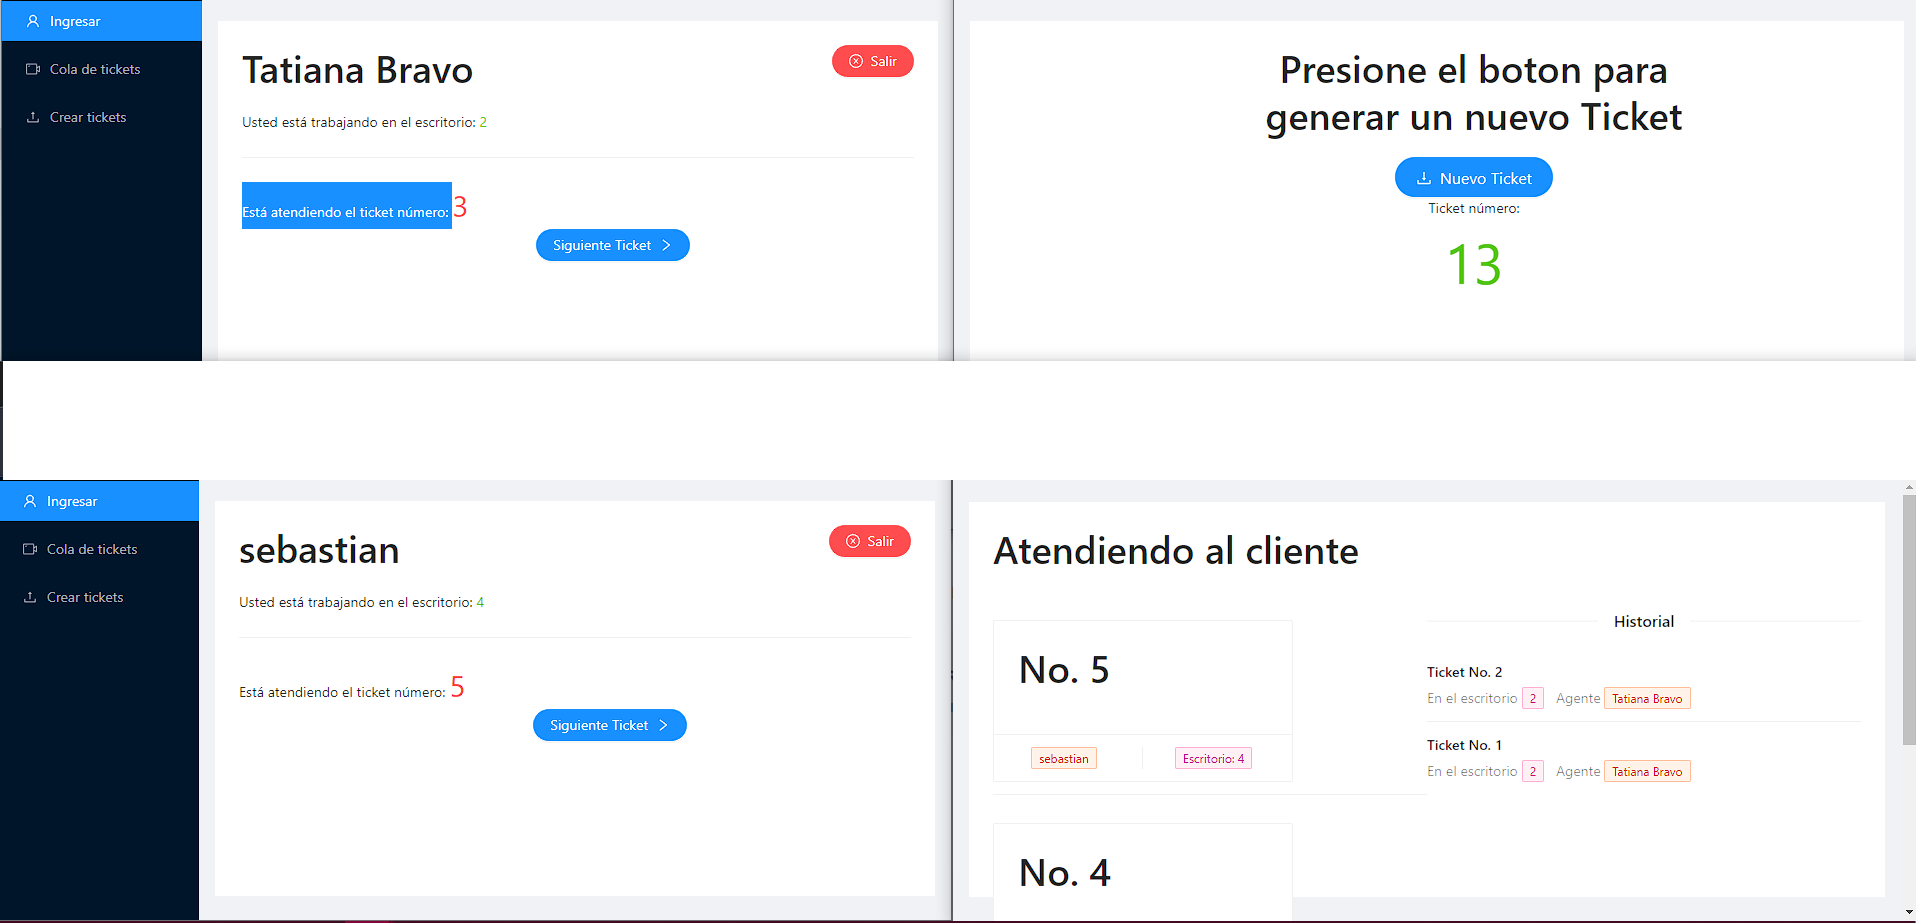 Ingresar
Cola de tickets
Crear tickets
Tatiana Bravo
Salir
Usted está trabajando en el escritorio: 2
Está atendiendo el ticket número: 3
Siguiente Ticket
Presione el boton para
generar un nuevo Ticket
Nuevo Ticket
Ticket número:
13
Ingresar
Cola de tickets
Crear tickets
sebastian
Salir
Usted está trabajando en el escritorio: 4
Está atendiendo el ticket número: 5
Siguiente Ticket
Atendiendo al cliente
No. 5
sebastian Escritorio: 4
No. 4
Historial
Ticket No. 2
En el escritorio 2 Agente Tatiana Bravo
Ticket No. 1
En el escritorio 2 Agente Tatiana Bravo